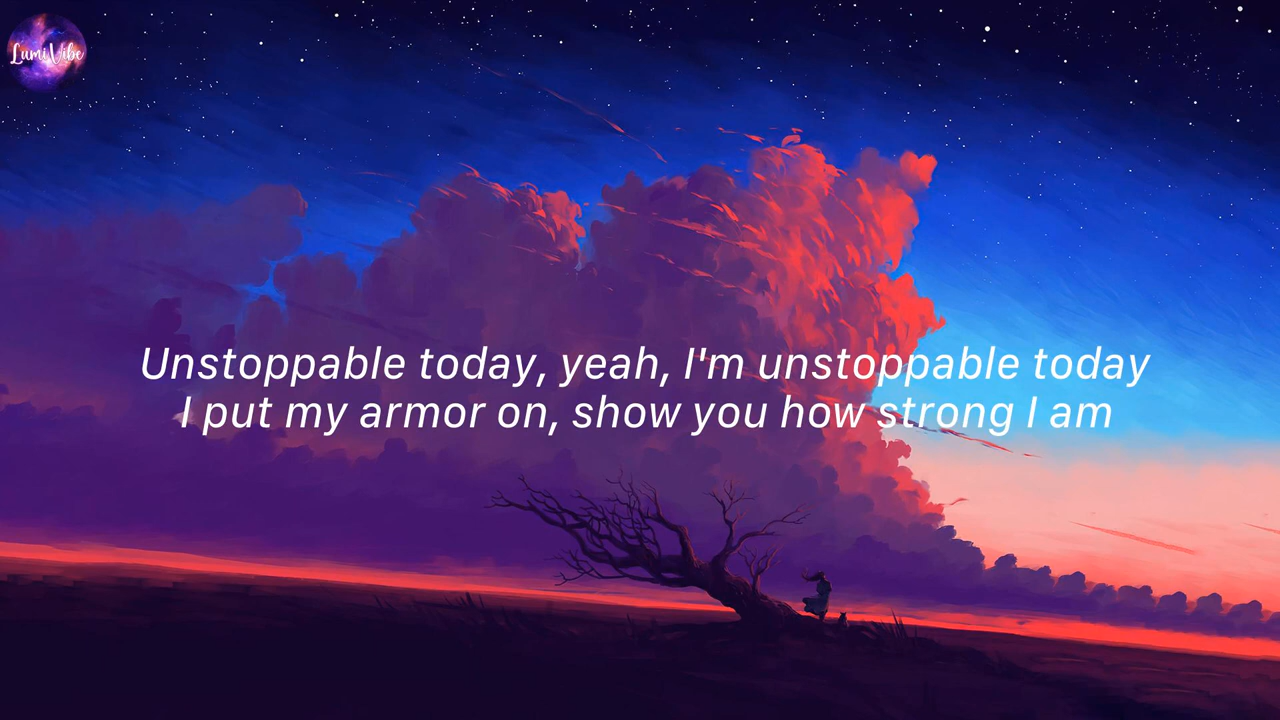 LumiVibe
Unstoppable today, yeah, I'm unstoppable today
I put my armor on, show you how strong I am